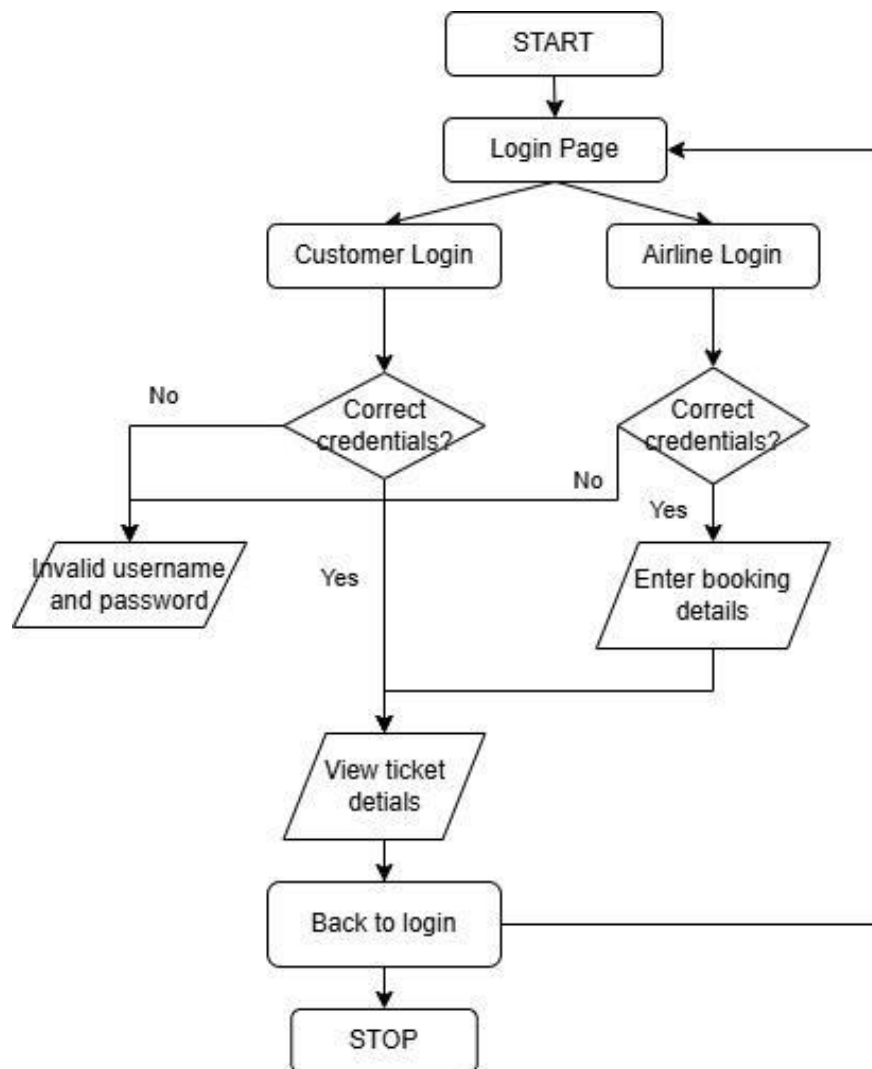 START
Login Page
Customer Login
Airline Login
No
Correct
credentials?
Correct
credentials?
No
Yes
Invalid username
and password
Yes
Enter booking
details
View ticket
detials
Back to login
STOP